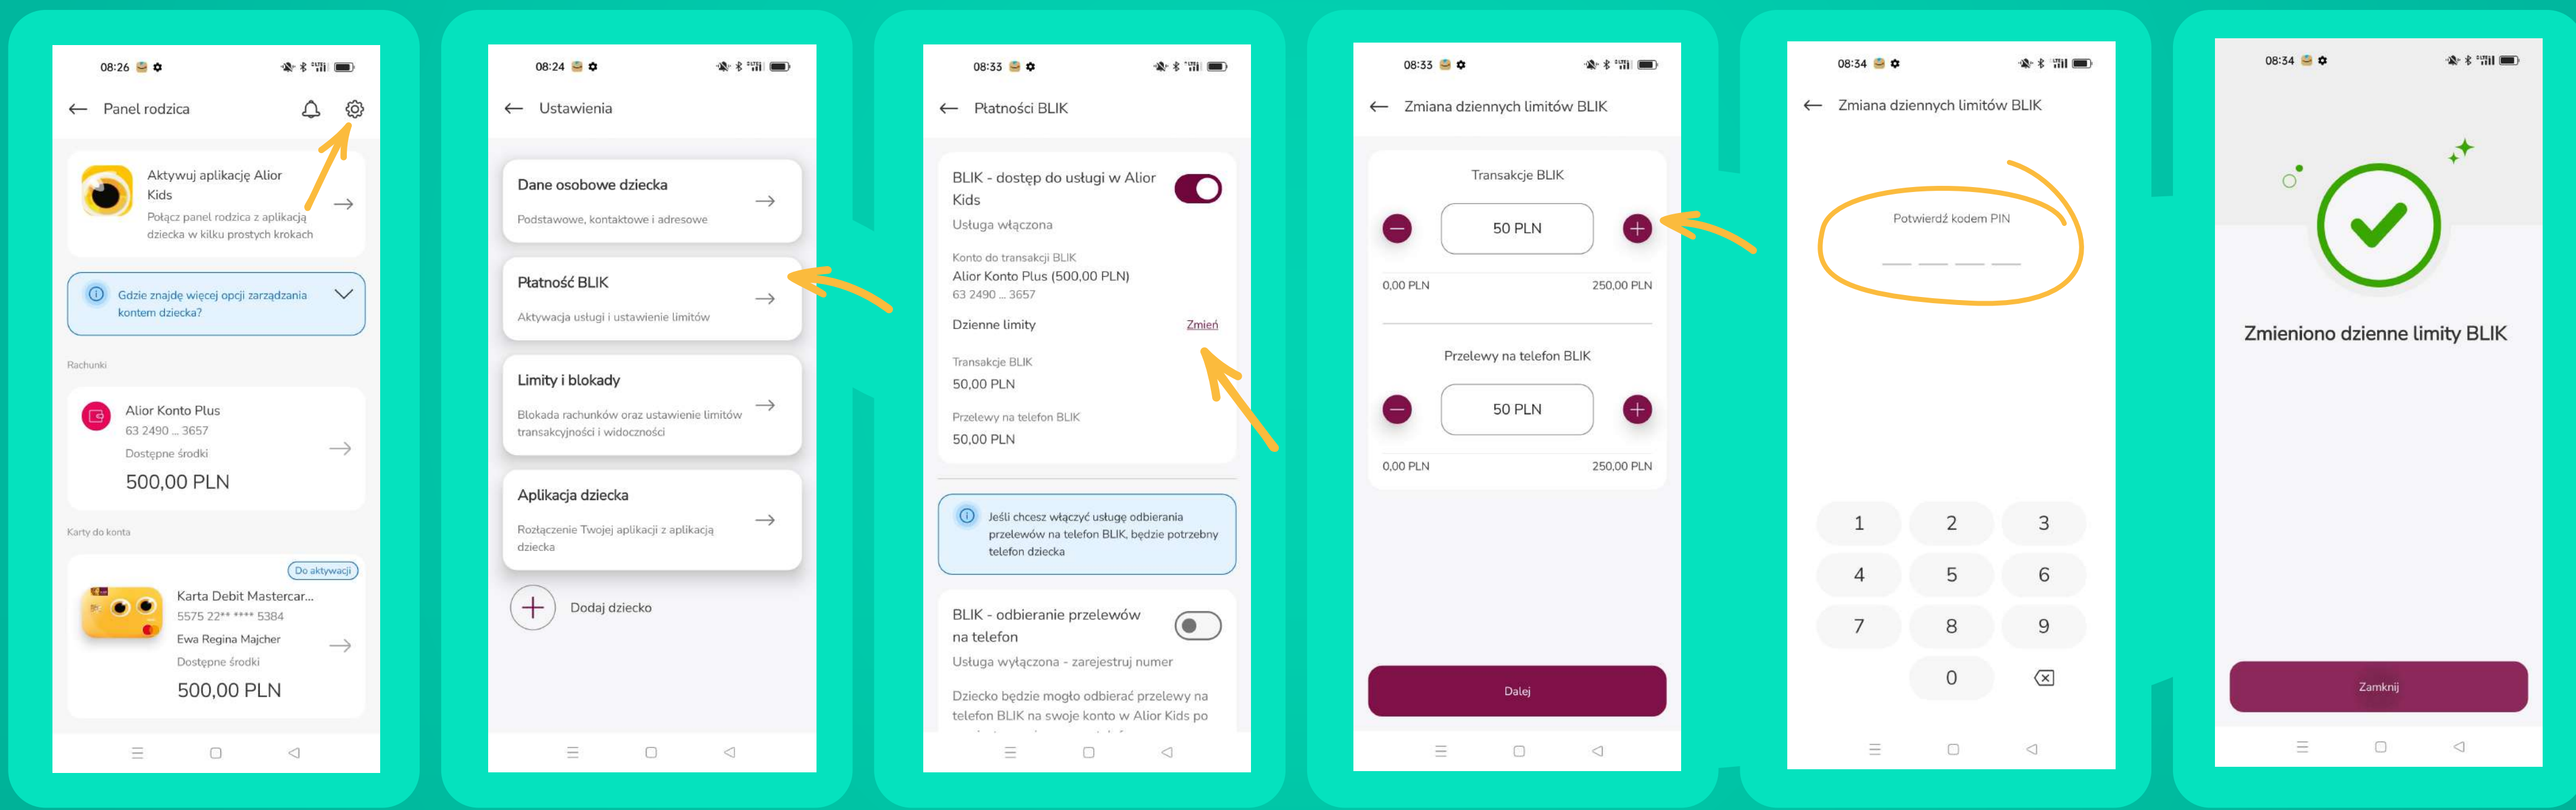 08:26
Panel rodzica
Aktywuj aplikację Alior
Kids
Połącz panel rodzica z aplikacją
dziecka w kilku prostych krokach
Gdzie znajdę więcej opcji zarządzania
kontem dziecka?
Rachunki
Alior Konto Plus
63 2490 ... 3657
Dostępne środki
500,00 PLN
Karty do konta
Do aktywacji
Karta Debit Mastercar...
5575 22** **** 5384
Ewa Regina Majcher
Dostępne środki
500,00 PLN
08:24
Ustawienia
Dane osobowe dziecka
Podstawowe, kontaktowe i adresowe
Płatność BLIK
Aktywacja usługi i ustawienie limitów
Limity i blokady
Blokada rachunków oraz ustawienie limitów
transakcyjności i widoczności
Aplikacja dziecka
Rozłączenie Twojej aplikacji z aplikacją
dziecka
Dodaj dziecko
08:33
Płatności BLIK
BLIK - dostęp do usługi w Alior
Kids
Usługa włączona
Konto do transakcji BLIK
Alior Konto Plus (500,00 PLN)
63 2490 ... 3657
Dzienne limity Zmień
Transakcje BLIK
50,00 PLN
Przelewy na telefon BLIK
50,00 PLN
Jeśli chcesz włączyć usługę odbierania
przelewów na telefon BLIK, będzie potrzebny
telefon dziecka
BLIK - odbieranie przelewów
na telefon
Usługa wyłączona - zarejestruj numer
Dziecko będzie mogło odbierać przelewy na
telefon BLIK na swoje konto w Alior Kids po
08:33
Zmiana dziennych limitów BLIK
Transakcje BLIK
50 PLN
0,00 PLN 250,00 PLN
Przelewy na telefon BLIK
50 PLN
0,00 PLN 250,00 PLN
Dalej
08:34
Zmiana dziennych limitów BLIK
Potwierdź kodem PIN
1 2 3
4 5 6
7 8 9
0
08:34
Zmieniono dzienne limity BLIK
Zamknij